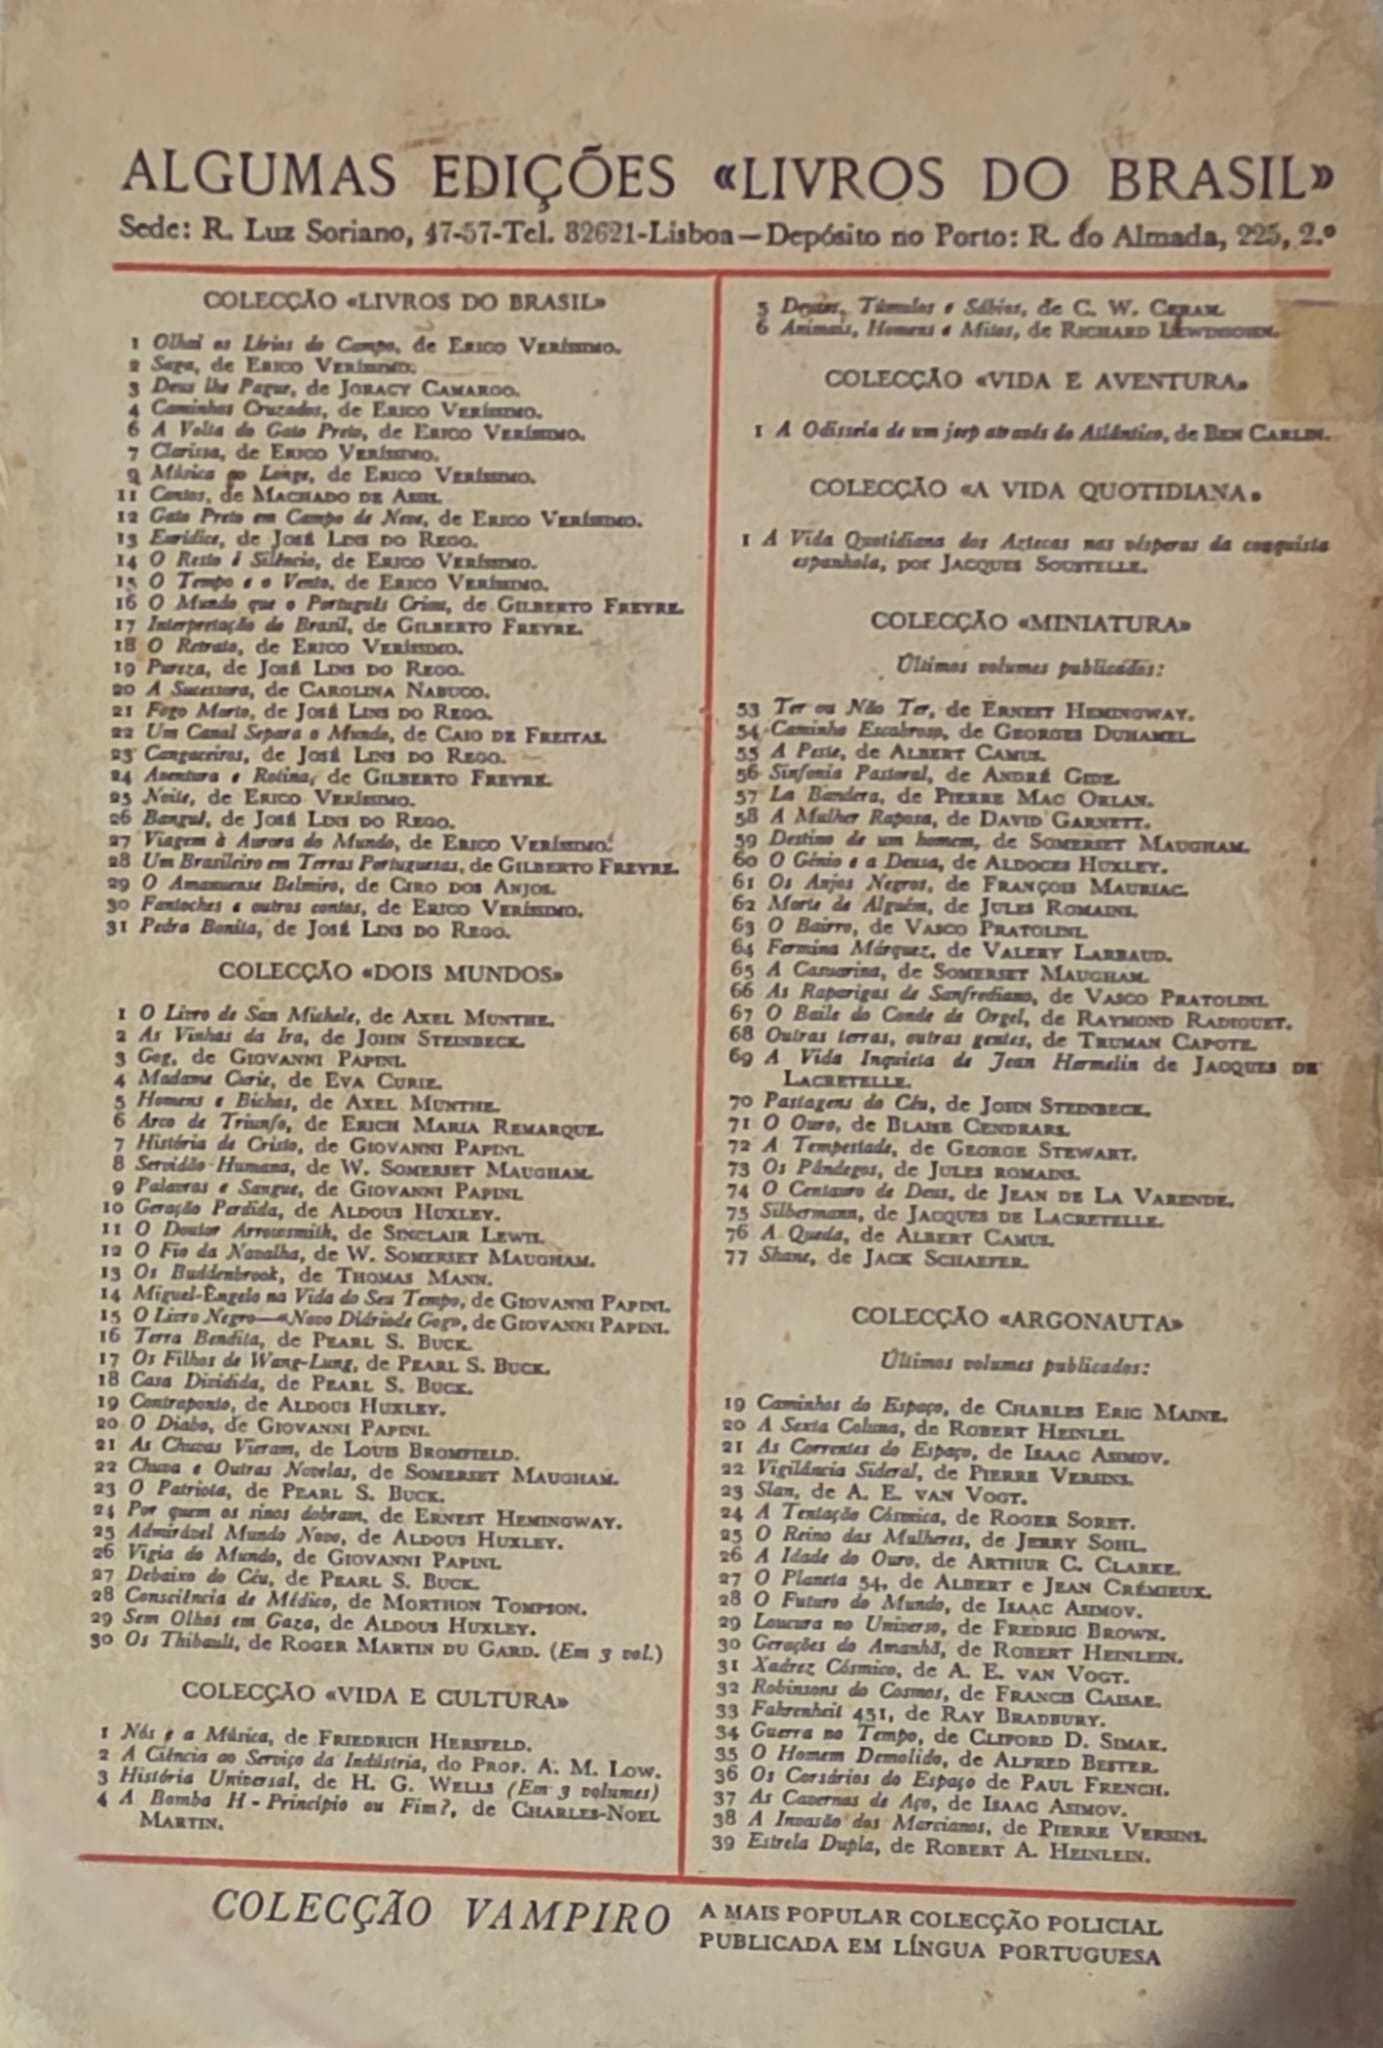 ALGUMAS EDIÇÕES «LIVROS DO BRASIL»
Sede: R. Luz Soriano, 47-57-Tel. 32621-Lisboa—Depósito no Porto: R. do Almada, 225, 2.º
COLECÇÃO «LIVROS DO BRASIL»
1 Olhai os Lírios do Campo, de ERICO VERÍSSIMO.
2 Saga, de ERICO VERÍSSIMO.
3 Deus lhe Pague, de JORACY CAMARGO.
4 Caminhos Cruzados, de ERICO VERÍSSIMO.
6 A Volta do Gato Preto, de ERICO VERÍSSIMO.
7 Clarissa, de ERICO VERÍSSIMO.
9 Música ao Longe, de ERICO VERÍSSIMO.
11 Contos, de MACHADO DE ASSIS.
12 Gato Preto em Campo de Neve, de ERICO VERÍSSIMO.
13 Eurídice, de JOSÉ LINS DO REGO.
14 O Resto é Silêncio, de ERICO VERÍSSIMO.
15 O Tempo e o Vento, de ERICO VERÍSSIMO.
16 O Mundo que o Português Criou, de GILBERTO FREYRE.
17 Interpretação do Brasil, de GILBERTO FREYRE.
18 O Retrato, de ERICO VERÍSSIMO.
19 Pureza, de JOSÉ LINS DO REGO.
20 A Sucessora, de CAROLINA NABUCO.
21 Fogo Morto, de JOSÉ LINS DO REGO.
22 Um Canal Separa o Mundo, de CAIO DE FREITAS.
23 Cangaceiros, de JOSÉ LINS DO REGO.
24 Aventura e Rotina, de GILBERTO FREYRE.
25 Noite, de ERICO VERÍSSIMO.
26 Banguê, de JOSÉ LINS DO REGO.
27 Viagem à Aurora do Mundo, de ERICO VERÍSSIMO.
28 Um Brasileiro em Terras Portuguesas, de GILBERTO FREYRE.
29 O Amanuense Belmiro, de CIRO DOS ANJOS.
30 Fantoches e outros contos, de ERICO VERÍSSIMO.
31 Pedra Bonita, de JOSÉ LINS DO REGO.
COLECÇÃO «DOIS MUNDOS»
1 O Livro de San Michele, de AXEL MUNTHE.
2 As Vinhas da Ira, de JOHN STEINBECK.
3 Gog, de GIOVANNI PAPINI.
4 Madame Curie, de EVA CURIE.
5 Homens e Bichos, de AXEL MUNTHE.
6 Arco de Triunfo, de ERICH MARIA REMARQUE.
7 História de Cristo, de GIOVANNI PAPINI.
8 Servidão Humana, de W. SOMERSET MAUGHAM.
9 Palavras e Sangue, de GIOVANNI PAPINI.
10 Geração Perdida, de ALDOUS HUXLEY.
11 O Doutor Arrowsmith, de SINCLAIR LEWIS.
12 O Fio da Navalha, de W. SOMERSET MAUGHAM.
13 Os Buddenbrook, de THOMAS MANN.
14 Miguel-Ângelo na Vida do Seu Tempo, de GIOVANNI PAPINI.
15 O Livro Negro—«Novo Diário de Gog», de GIOVANNI PAPINI.
16 Terra Bendita, de PEARL S. BUCK.
17 Os Filhos de Wang-Lung, de PEARL S. BUCK.
18 Casa Dividida, de PEARL S. BUCK.
19 Contraponto, de ALDOUS HUXLEY.
20 O Diabo, de GIOVANNI PAPINI.
21 As Chuvas Vieram, de LOUIS BROMFIELD.
22 Chuva e Outras Novelas, de SOMERSET MAUGHAM.
23 O Patriota, de PEARL S. BUCK.
24 Por quem os sinos dobram, de ERNEST HEMINGWAY.
25 Admirável Mundo Novo, de ALDOUS HUXLEY.
26 Vigia do Mundo, de GIOVANNI PAPINI.
27 Debaixo do Céu, de PEARL S. BUCK.
28 Consciência de Médico, de MORTHON TOMPSON.
29 Sem Olhos em Gaza, de ALDOUS HUXLEY.
30 Os Thibault, de ROGER MARTIN DU GARD. (Em 3 vol.)
COLECÇÃO «VIDA E CULTURA»
1 Nós e a Música, de FRIEDRICH HERSFELD.
2 A Ciência ao Serviço da Indústria, do PROF. A. M. LOW.
3 História Universal, de H. G. WELLS (Em 3 volumes)
4 A Bomba H - Princípio ou Fim?, de CHARLES-NOEL
MARTIN.
5 Deuses, Túmulos e Sábios, de C. W. CERAM.
6 Animais, Homens e Mitos, de RICHARD LEWINSOHN.
COLECÇÃO «VIDA E AVENTURA»
1 A Odisseia de um jeep através do Atlântico, de BEN CARLIN.
COLECÇÃO «A VIDA QUOTIDIANA»
1 A Vida Quotidiana dos Aztecas nas vésperas da conquista
espanhola, por JACQUES SOUSTELLE.
COLECÇÃO «MINIATURA»
Últimos volumes publicados:
53 Ter ou Não Ter, de ERNEST HEMINGWAY.
54 Caminho Escabroso, de GEORGES DUHAMEL.
55 A Peste, de ALBERT CAMUS.
56 Sinfonia Pastoral, de ANDRÉ GIDE.
57 La Bandera, de PIERRE MAC ORLAN.
58 A Mulher Raposa, de DAVID GARNETT.
59 Destino de um homem, de SOMERSET MAUGHAM.
60 O Génio e a Deusa, de ALDOCES HUXLEY.
61 Os Anjos Negros, de FRANÇOIS MAURIAC.
62 Morte de Alguém, de JULES ROMAINS.
63 O Bairro, de VASCO PRATOLINI.
64 Fermina Márquez, de VALERY LARBAUD.
65 A Casuarina, de SOMERSET MAUGHAM.
66 As Raparigas de Sanfrediano, de VASCO PRATOLINI.
67 O Baile do Conde de Orgel, de RAYMOND RADIGUET.
68 Outras terras, outras gentes, de TRUMAN CAPOTE.
69 A Vida Inquieta de Jean Hermelin de JACQUES DE
LACRETELLE.
70 Pastagens do Céu, de JOHN STEINBECK.
71 O Ouro, de BLAISE CENDRARS.
72 A Tempestade, de GEORGE STEWART.
73 Os Pândegos, de JULES ROMAINS.
74 O Centauro de Deus, de JEAN DE LA VARENDE.
75 Silbermann, de JACQUES DE LACRETELLE.
76 A Queda, de ALBERT CAMUS.
77 Shane, de JACK SCHAEFER.
COLECÇÃO «ARGONAUTA»
Últimos volumes publicados:
19 Caminhos do Espaço, de CHARLES ERIC MAINE.
20 A Sexta Coluna, de ROBERT HEINLEI.
21 As Correntes do Espaço, de ISAAC ASIMOV.
22 Vigilância Sideral, de PIERRE VERSINS.
23 Slan, de A. E. VAN VOGT.
24 A Tentação Cósmica, de ROGER SORET.
25 O Reino das Mulheres, de JERRY SOHL.
26 A Idade do Ouro, de ARTHUR C. CLARKE.
27 O Planeta 54, de ALBERT e JEAN CRÉMIEUX.
28 O Futuro do Mundo, de ISAAC ASIMOV.
29 Loucura no Universo, de FREDRIC BROWN.
30 Gerações do Amanhã, de ROBERT HEINLEIN.
31 Xadrez Cósmico, de A. E. VAN VOGT.
32 Robinsons do Cosmos, de FRANCIS CARSAC.
33 Fahrenheit 451, de RAY BRADBURY.
34 Guerra no Tempo, de CLIFORD D. SIMAK.
35 O Homem Demolido, de ALFRED BESTER.
36 Os Corsários do Espaço de PAUL FRENCH.
37 As Cavernas de Aço, de ISAAC ASIMOV.
38 A Invasão dos Marcianos, de PIERRE VERSINS.
39 Estrela Dupla, de ROBERT A. HEINLEIN.
COLECÇÃO VAMPIRO
A MAIS POPULAR COLECÇÃO POLICIAL
PUBLICADA EM LÍNGUA PORTUGUESA